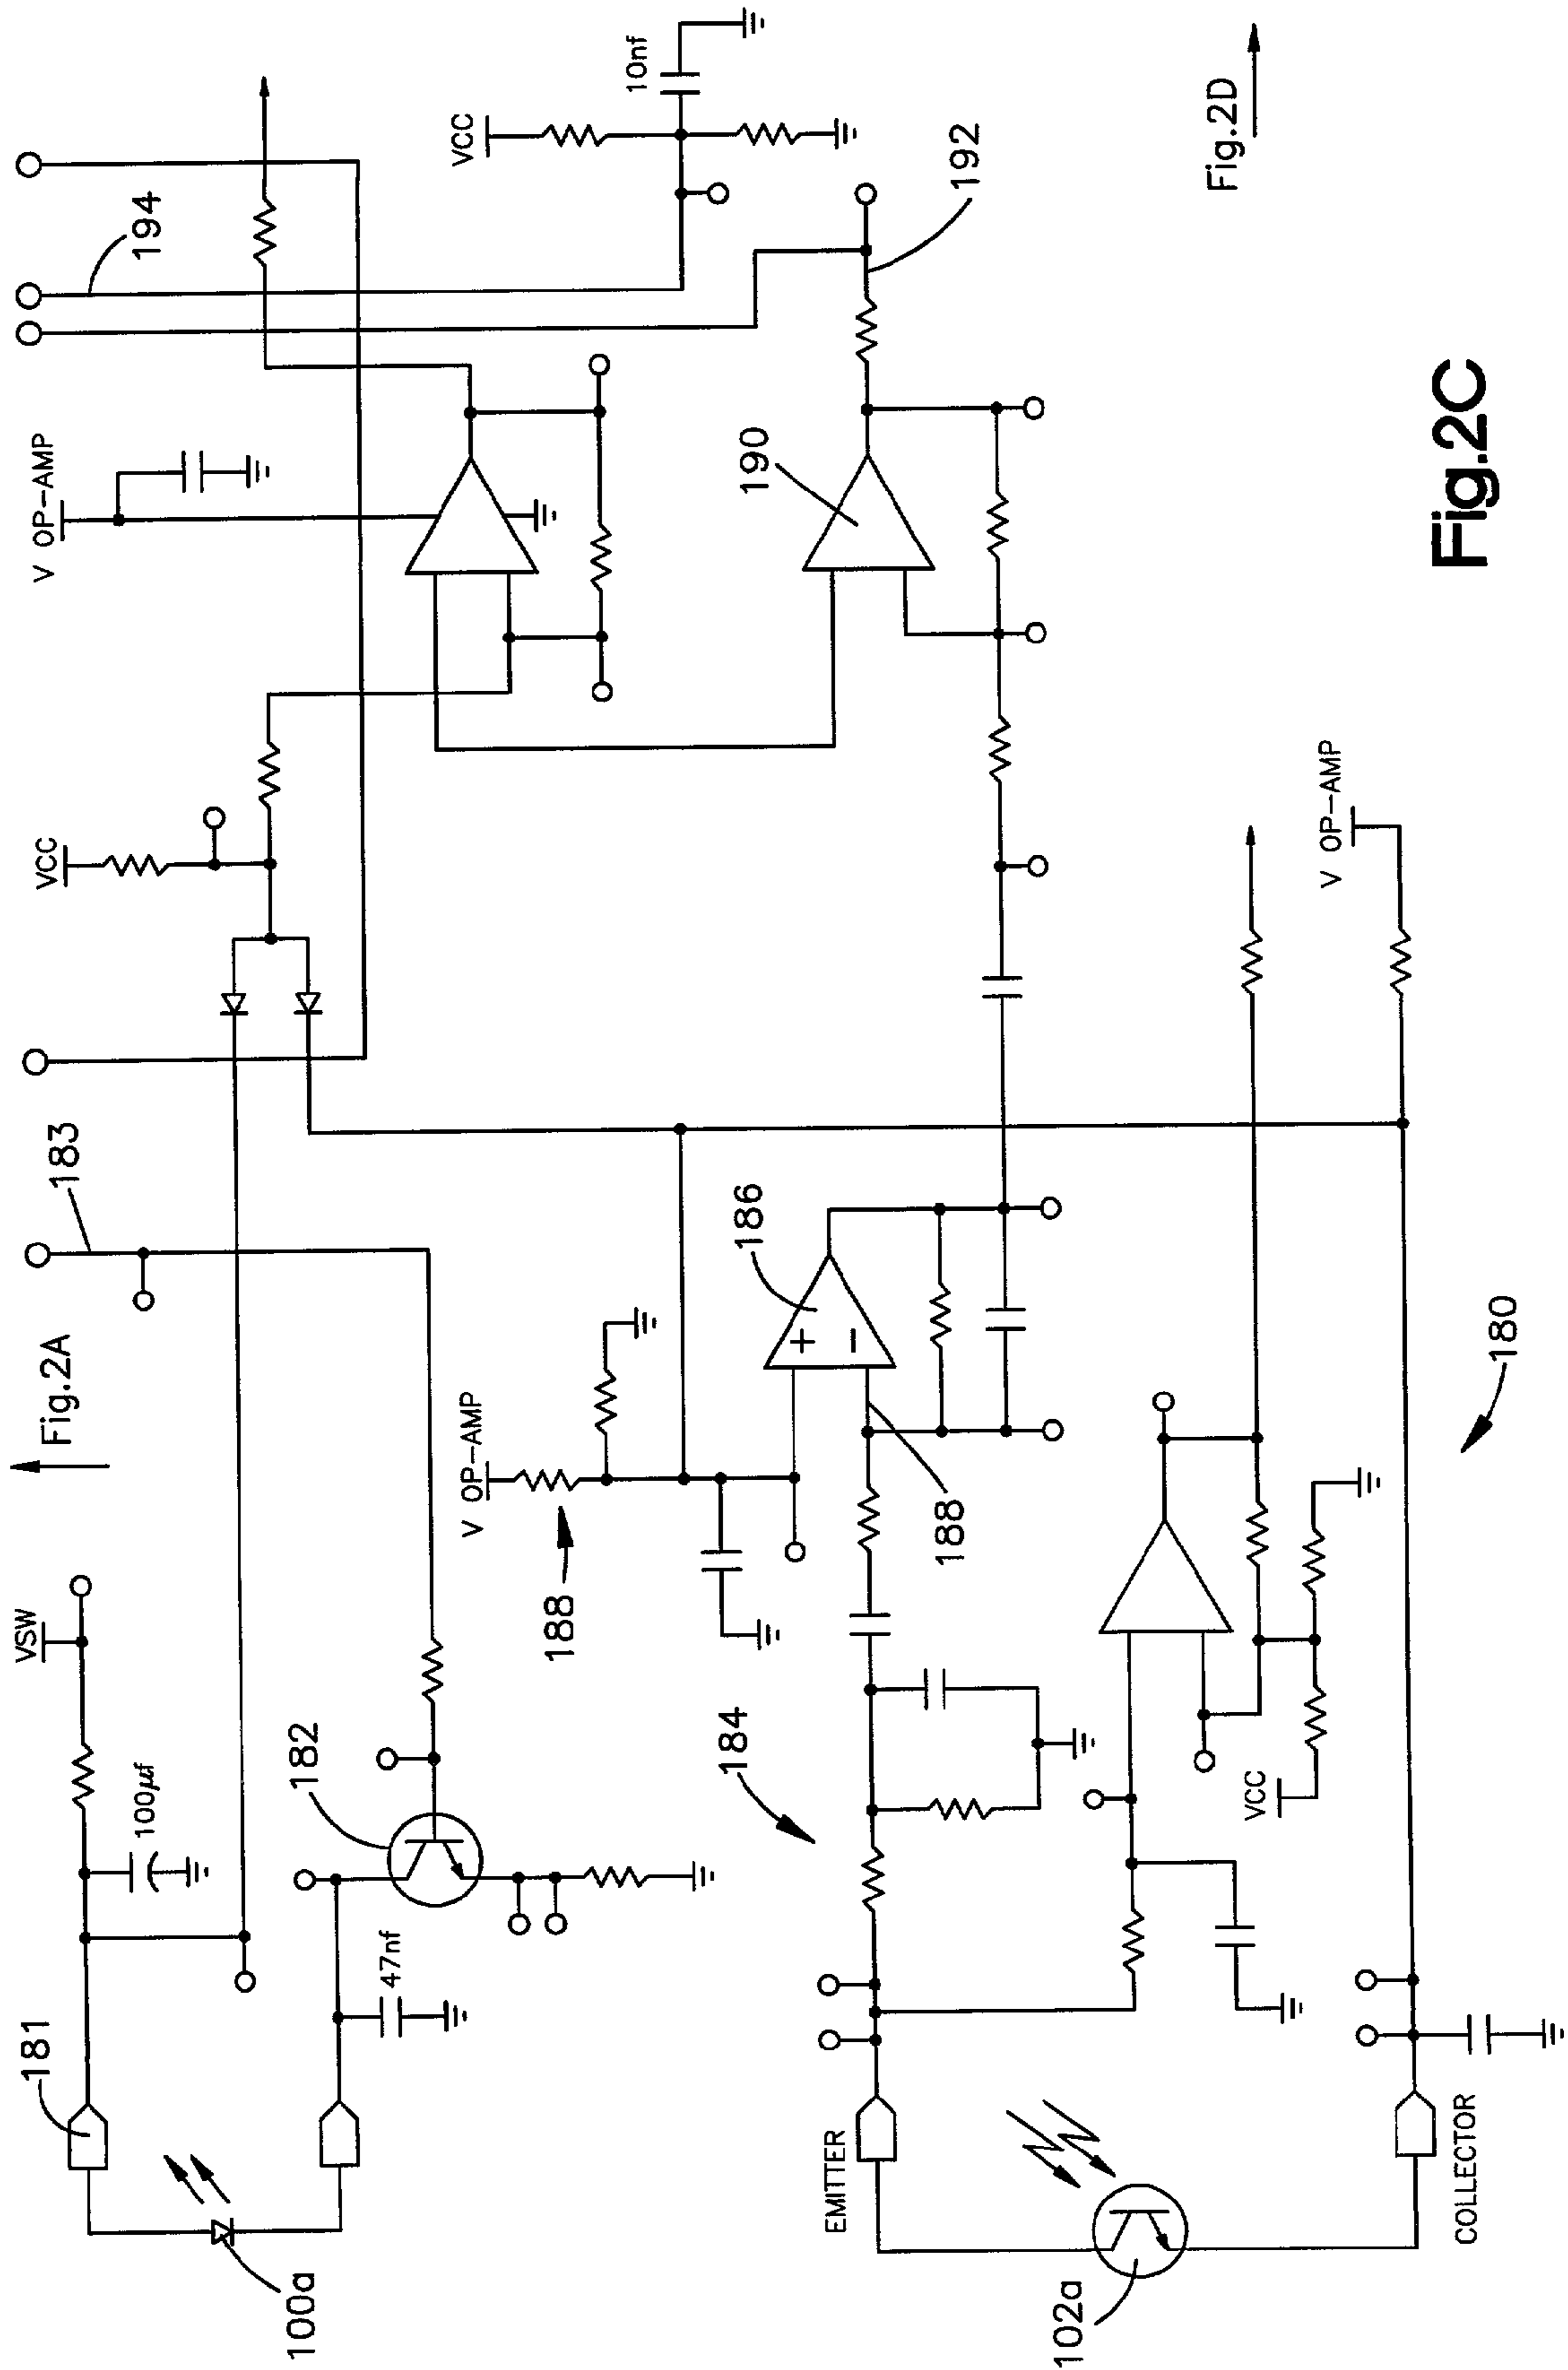 Fig.2A
183
194
VSW
VCC
V OP-AMP
181
100µf
182
47nf
100a
V OP-AMP
188
VCC
10nf
186
190
192
184
188
EMITTER
102a
VCC
COLLECTOR
V OP-AMP
180
Fig.2D
Fig.2C